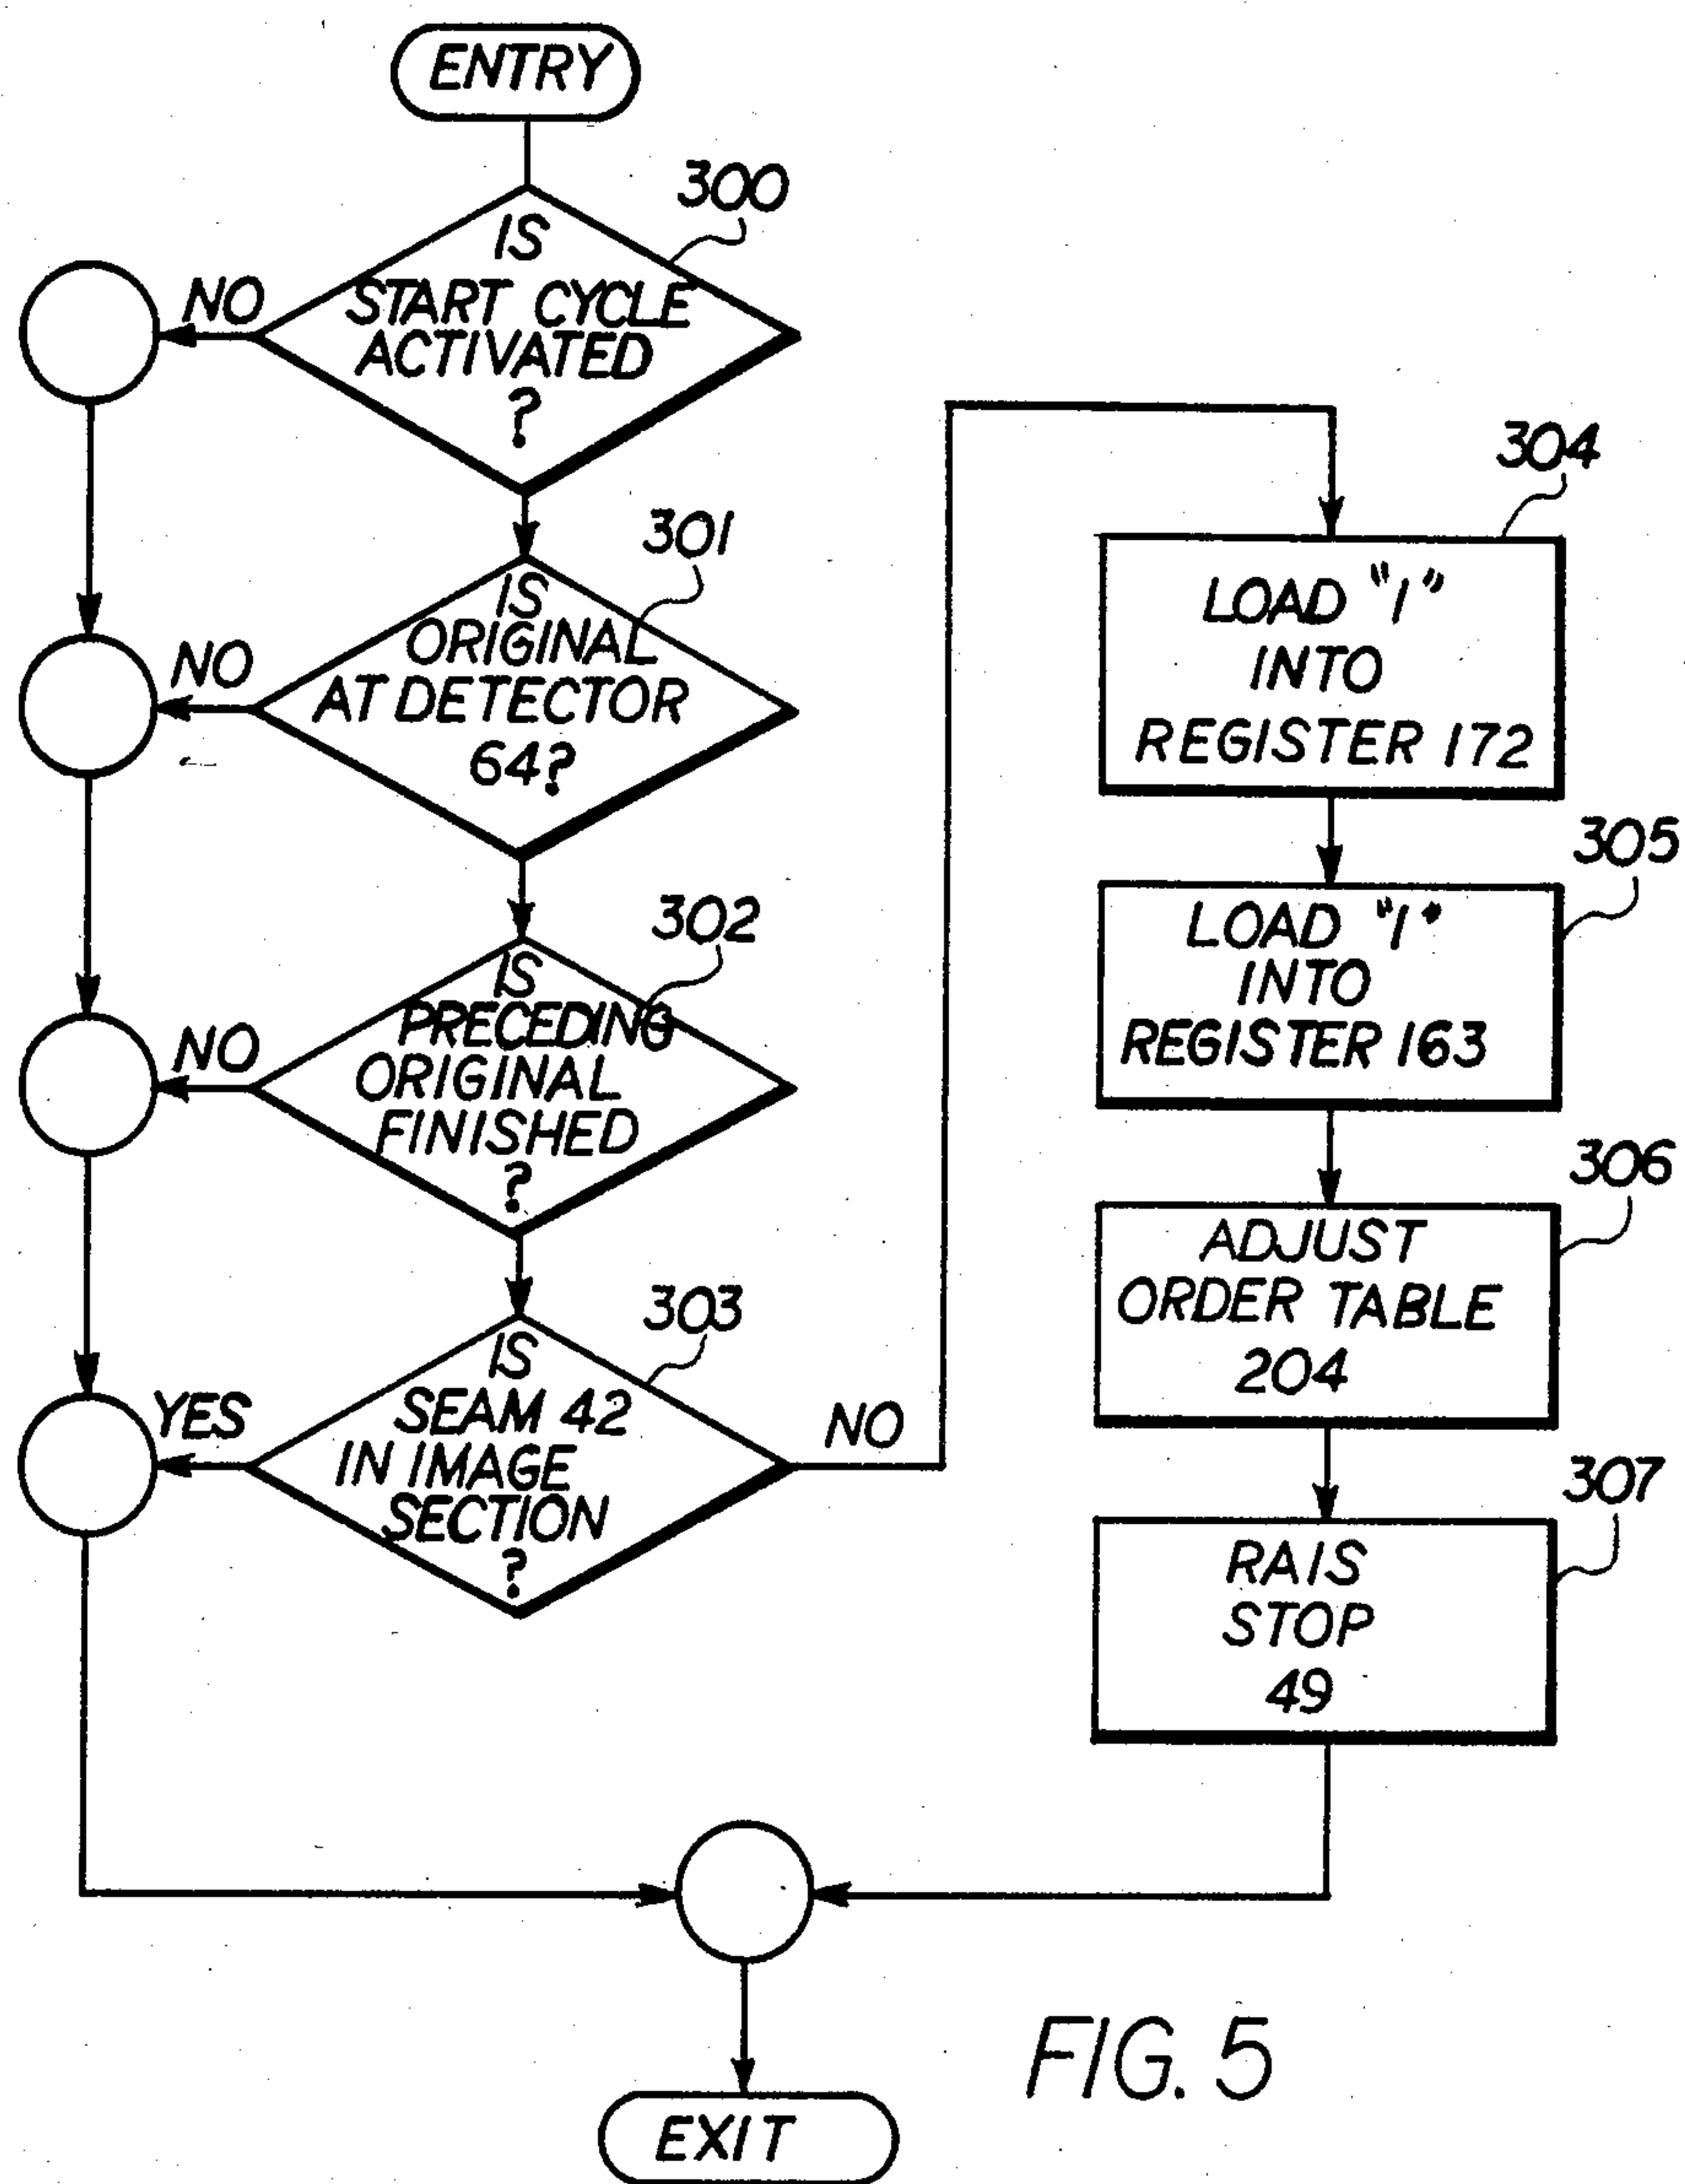 ENTRY
300
IS
START CYCLE
ACTIVATED
?
NO
301
IS
ORIGINAL
AT DETECTOR
64?
NO
302
IS
PRECEDING
ORIGINAL
FINISHED
?
NO
303
IS
SEAM 42
IN IMAGE
SECTION
?
YES
NO
304
LOAD "1"
INTO
REGISTER 172
305
LOAD "1"
INTO
REGISTER 163
306
ADJUST
ORDER TABLE
204
307
RAIS
STOP
49
EXIT
FIG. 5